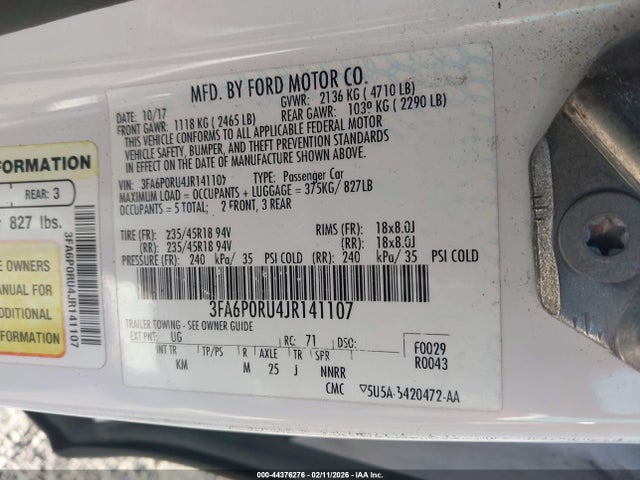 MFD. BY FORD MOTOR CO.
DATE: 10/17 GVWR: 2136 KG ( 4710 LB)
FRONT GAWR: 1118 KG ( 2465 LB) REAR GAWR: 1039 KG ( 2290 LB)
THIS VEHICLE CONFORMS TO ALL APPLICABLE FEDERAL MOTOR
VEHICLE SAFETY, BUMPER, AND THEFT PREVENTION STANDARDS
IN EFFECT ON THE DATE OF MANUFACTURE SHOWN ABOVE.
VIN: 3FA6P0RU4JR141107 TYPE: Passenger Car
MAXIMUM LOAD = OCCUPANTS + LUGGAGE = 375KG/ 827LB
OCCUPANTS = 5 TOTAL; 2 FRONT, 3 REAR
TIRE (FR): 235/45R18 94V RIMS (FR): 18x8.0J
(RR): 235/45R18 94V (RR): 18x8.0J
PRESSURE (FR): 240 kPa/ 35 PSI COLD (RR): 240 kPa/ 35 PSI COLD
3FA6P0RU4JR141107
TRAILER TOWING - SEE OWNER GUIDE
EXT PNT: UG RC: 71 DSO:
F0029
R0043
INT TR TP/PS R AXLE TR SPR
KM M 25 J NNRR
CMC 5U5A- 420472-AA
FORMATION
REAR: 3
827 lbs.
E OWNERS
ANUAL FOR
ADDITIONAL
FORMATION
3FA6P0RU4JR141107
000-44376276 - 02/11/2026 - IAA Inc.